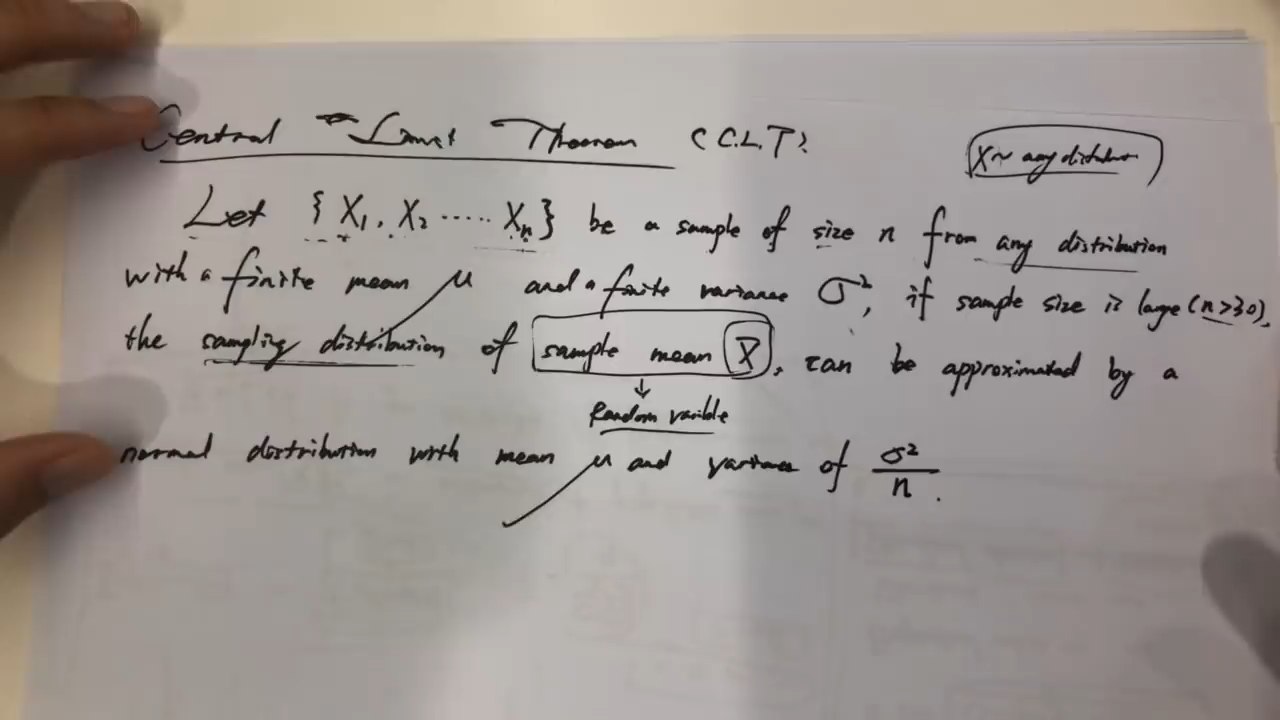 Central Limit Theorem (C.L.T)
X ~ any distribution
Let { X₁, X₂ ..... Xₙ } be a sample of size n from any distribution
with a finite mean μ and a finite variance σ², if sample size is large (n>30),
the sampling distribution of sample mean X̄, can be approximated by a
↓
Random varible
normal distribution with mean μ and variance of σ²/n.